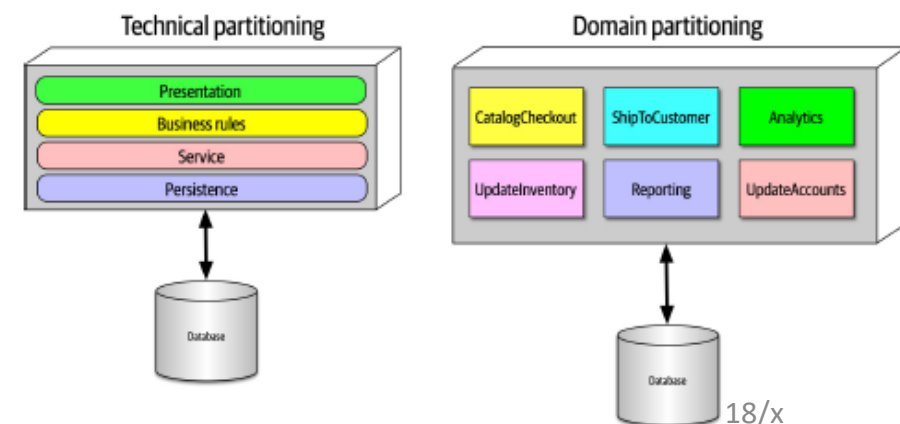 Technical partitioning
Presentation
Business rules
Service
Persistence
Database
Domain partitioning
CatalogCheckout
ShipToCustomer
Analytics
UpdateInventory
Reporting
UpdateAccounts
Database
18/x